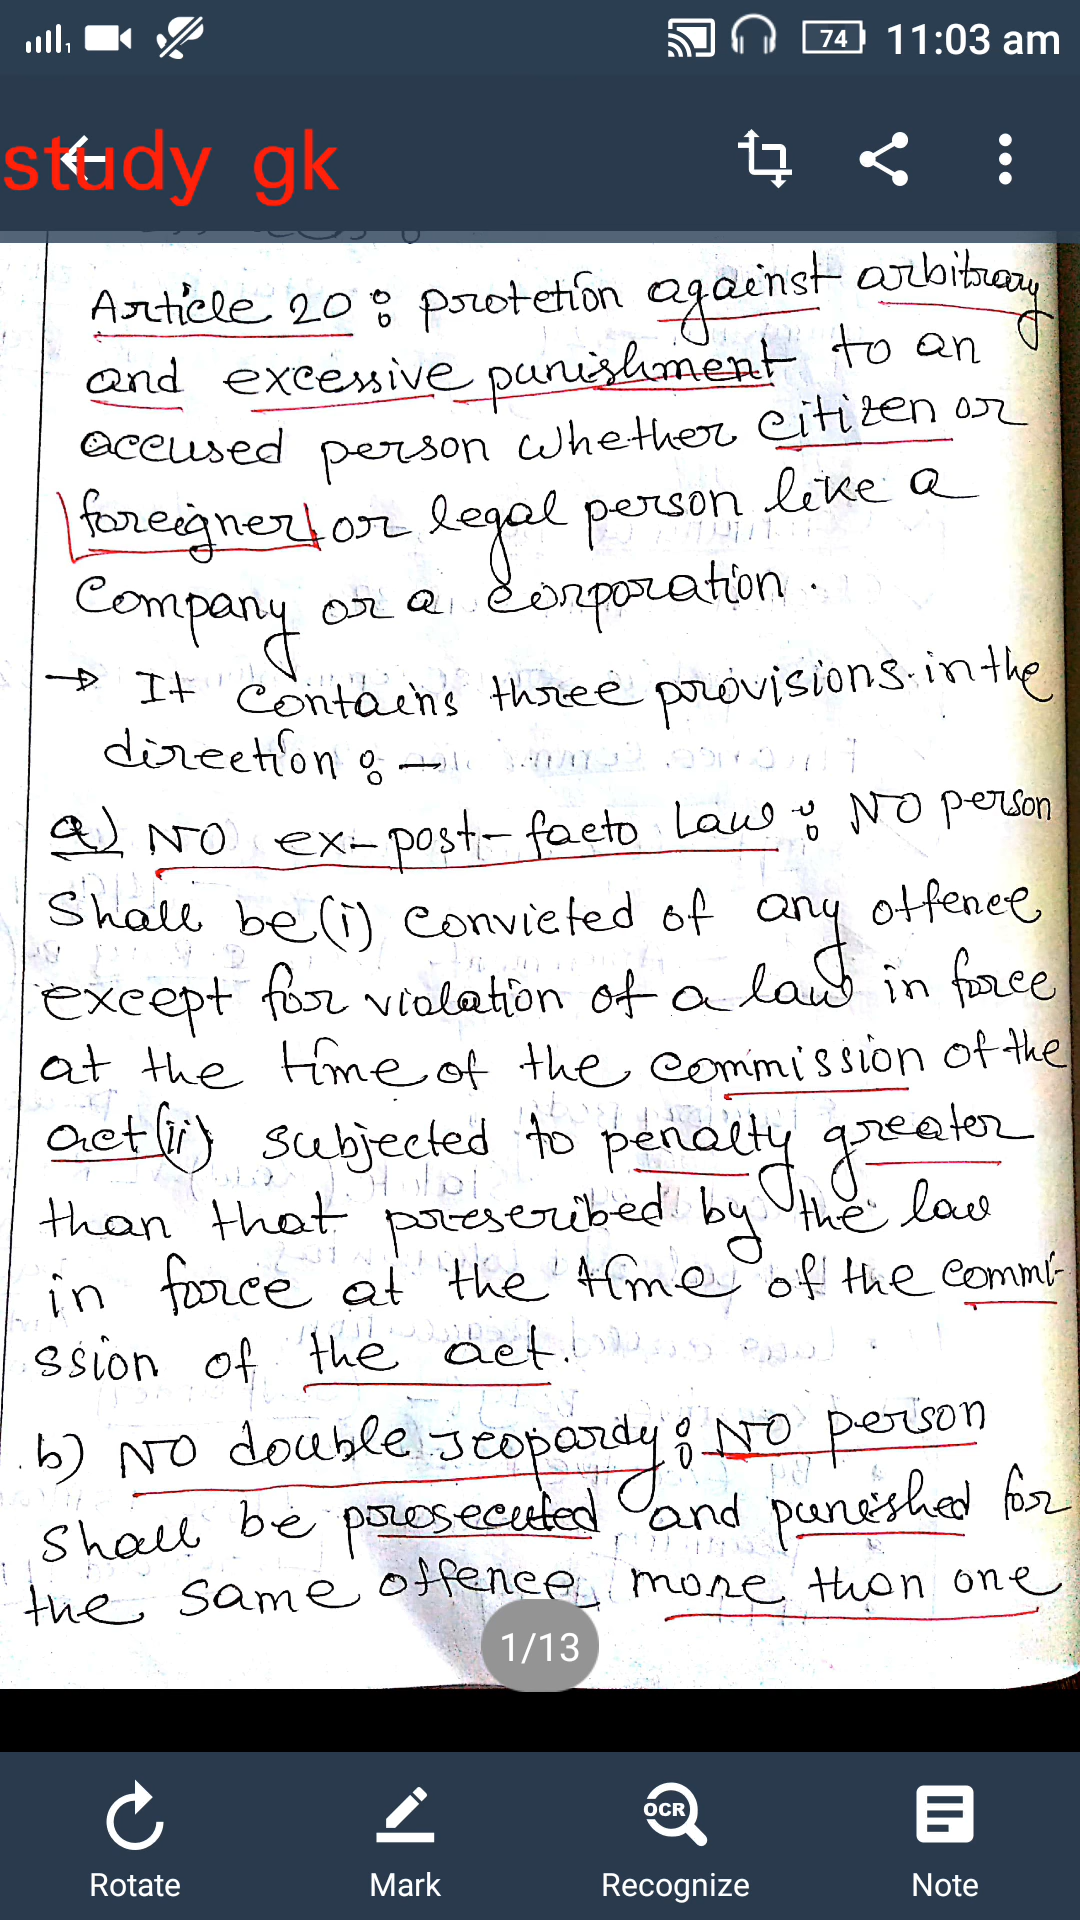 74 11:03 am
study gk
Article 20 : protetion against arbitrary
and excessive punishment to an
accused person whether citizen or
foreigner or legal person like a
Company or a corporation.
→ It contains three provisions in the
direction : —
a) NO ex-post-facto Law : NO person
Shall be (i) convicted of any offence
except for violation of a law in force
at the time of the commission of the
act (ii) subjected to penalty greater
than that prescribed by the law
in force at the time of the commi-
ssion of the act.
b) NO double jeopardy : NO person
shall be prosecuted and punished for
the same offence more than one
1/13
OCR
Rotate Mark Recognize Note